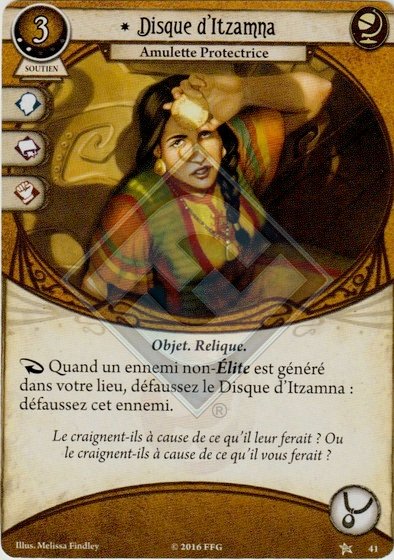 3
Disque d'Itzamna
SOUTIEN
Amulette Protectrice
Objet. Relique.
Quand un ennemi non-Élite est généré
dans votre lieu, défaussez le Disque d'Itzamna :
défaussez cet ennemi.
®
Le craignent-ils à cause de ce qu'il leur ferait ? Ou
le craignent-ils à cause de ce qu'il vous ferait ?
Illus. Melissa Findley
© 2016 FFG
41